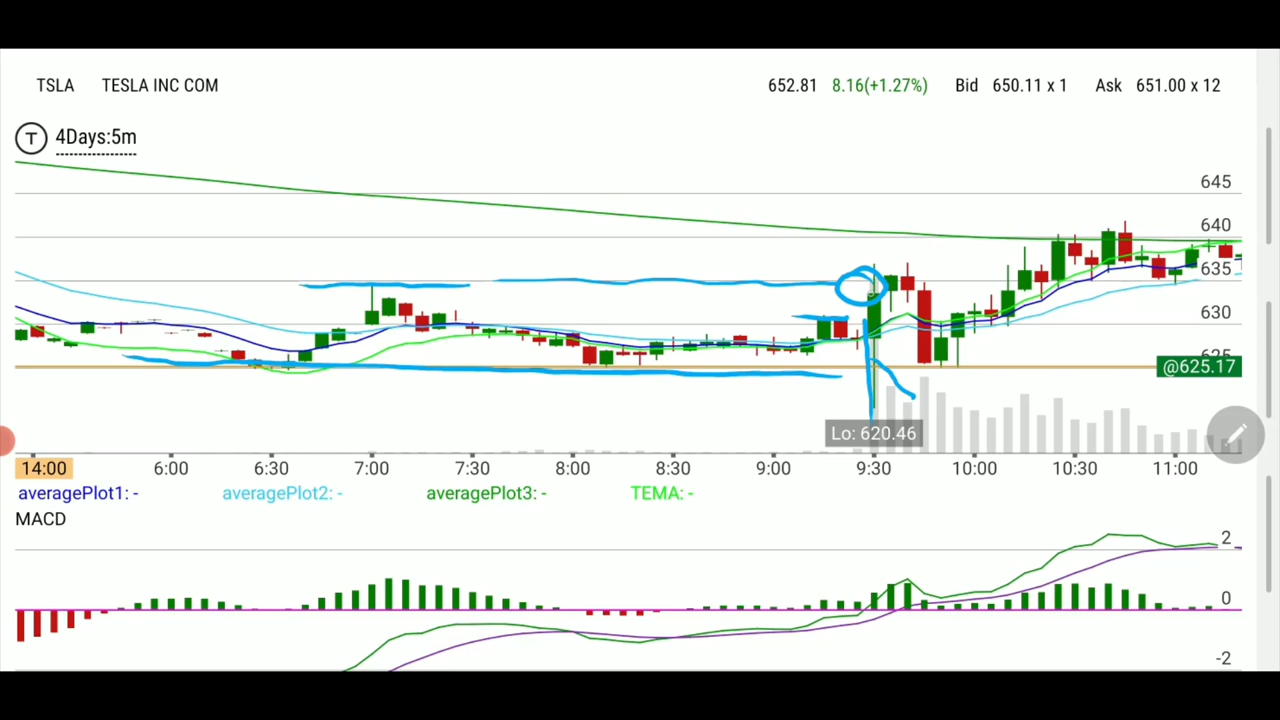 TSLA TESLA INC COM 652.81 8.16(+1.27%) Bid 650.11 x 1 Ask 651.00 x 12
T 4Days:5m
645
640
635
630
625
@625.17
Lo: 620.46
14:00 6:00 6:30 7:00 7:30 8:00 8:30 9:00 9:30 10:00 10:30 11:00
averagePlot1: - averagePlot2: - averagePlot3: - TEMA: -
MACD
2
0
-2